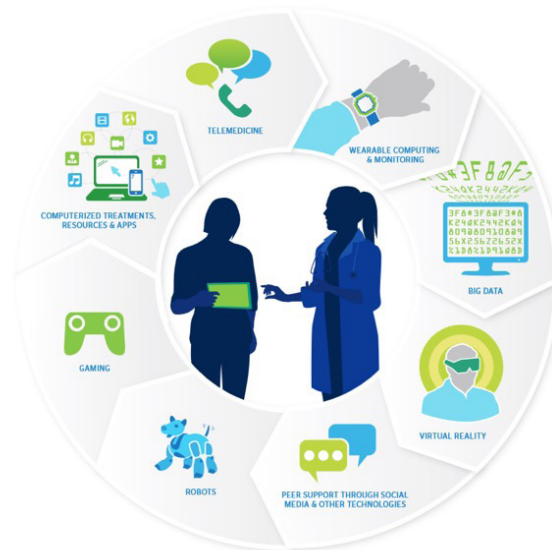 TELEMEDICINE
WEARABLE COMPUTING
& MONITORING
BIG DATA
VIRTUAL REALITY
PEER SUPPORT THROUGH SOCIAL
MEDIA & OTHER TECHNOLOGIES
ROBOTS
GAMING
COMPUTERIZED TREATMENTS,
RESOURCES & APPS